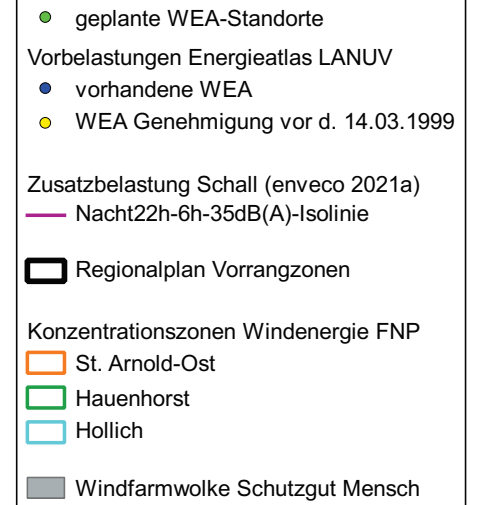 geplante WEA-Standorte
Vorbelastungen Energieatlas LANUV
vorhandene WEA
WEA Genehmigung vor d. 14.03.1999
Zusatzbelastung Schall (enveco 2021a)
Nacht22h-6h-35dB(A)-Isolinie
Regionalplan Vorrangzonen
Konzentrationszonen Windenergie FNP
St. Arnold-Ost
Hauenhorst
Hollich
Windfarmwolke Schutzgut Mensch